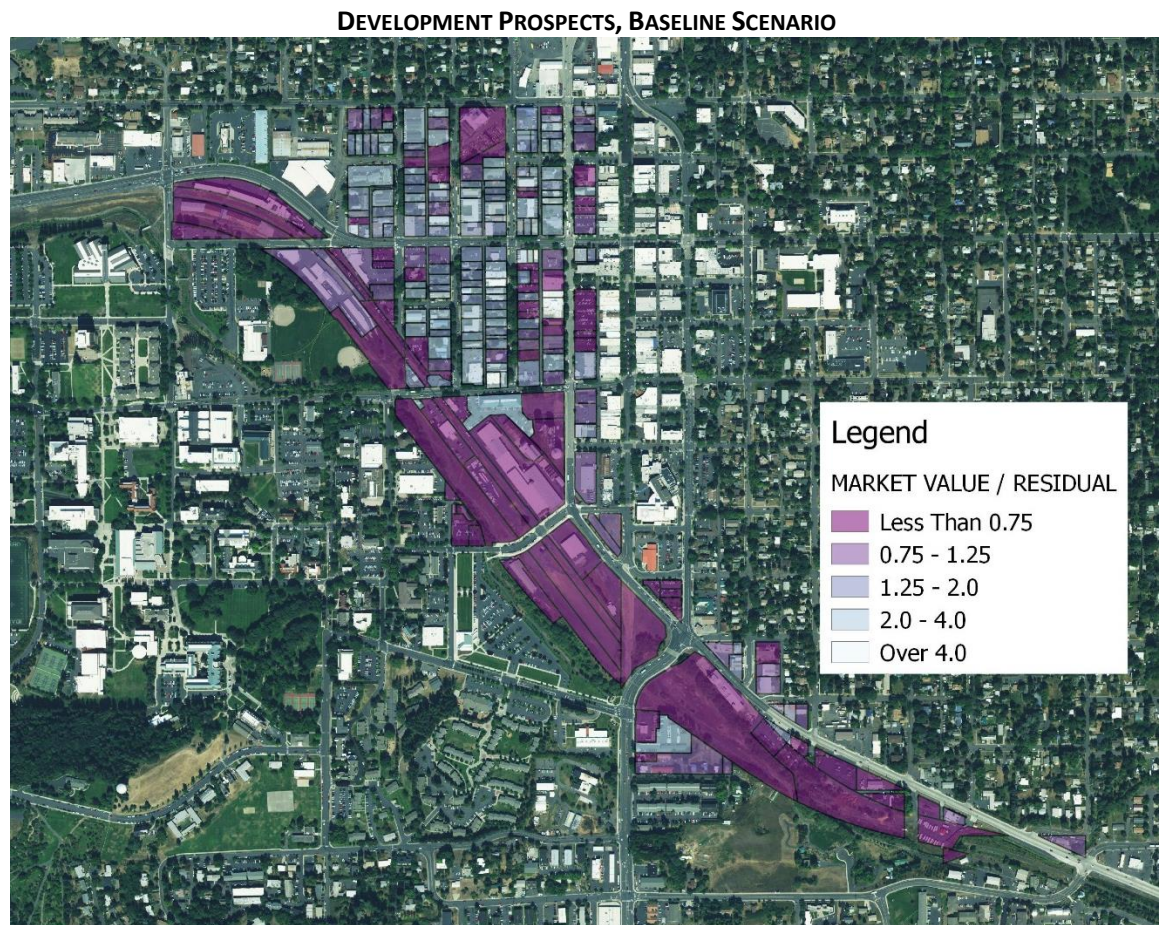 DEVELOPMENT PROSPECTS, BASELINE SCENARIO
Legend
MARKET VALUE / RESIDUAL
Less Than 0.75
0.75 - 1.25
1.25 - 2.0
2.0 - 4.0
Over 4.0